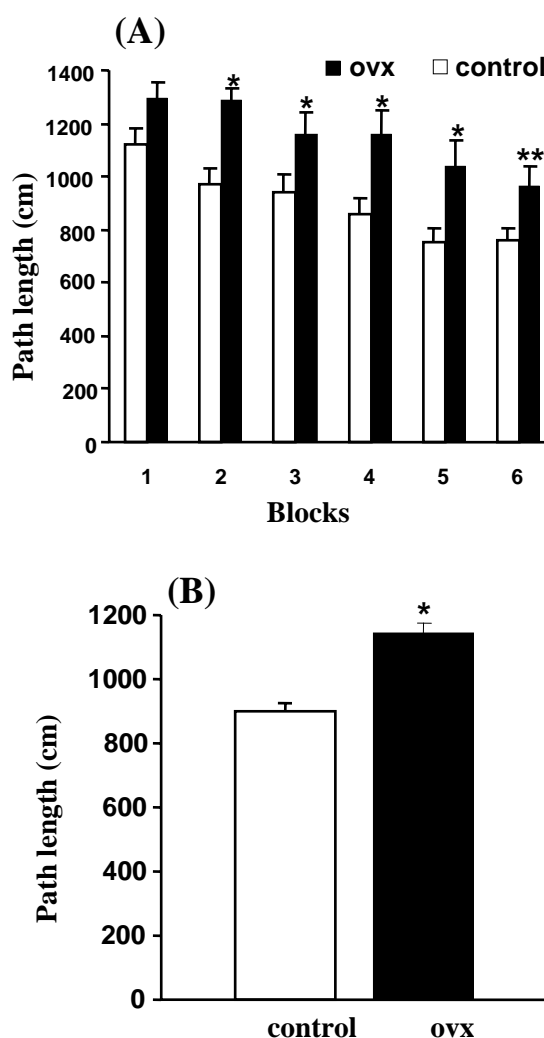 (A)
ovx control
1400
1200
1000
800
600
400
200
0
Path length (cm)
* * * * **
1 2 3 4 5 6
Blocks
(B)
1200
1000
800
600
400
200
0
Path length (cm)
*
control ovx